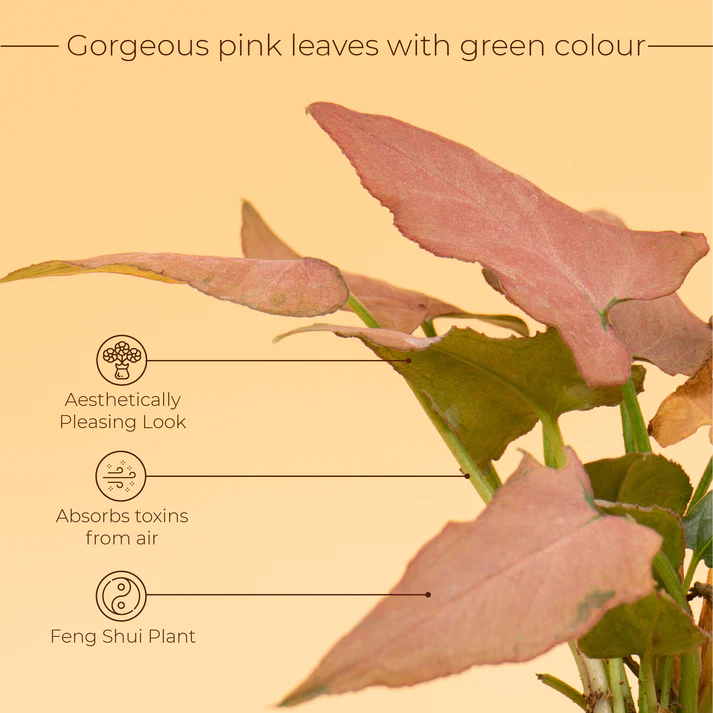 Gorgeous pink leaves with green colour
Aesthetically
Pleasing Look
Absorbs toxins
from air
Feng Shui Plant